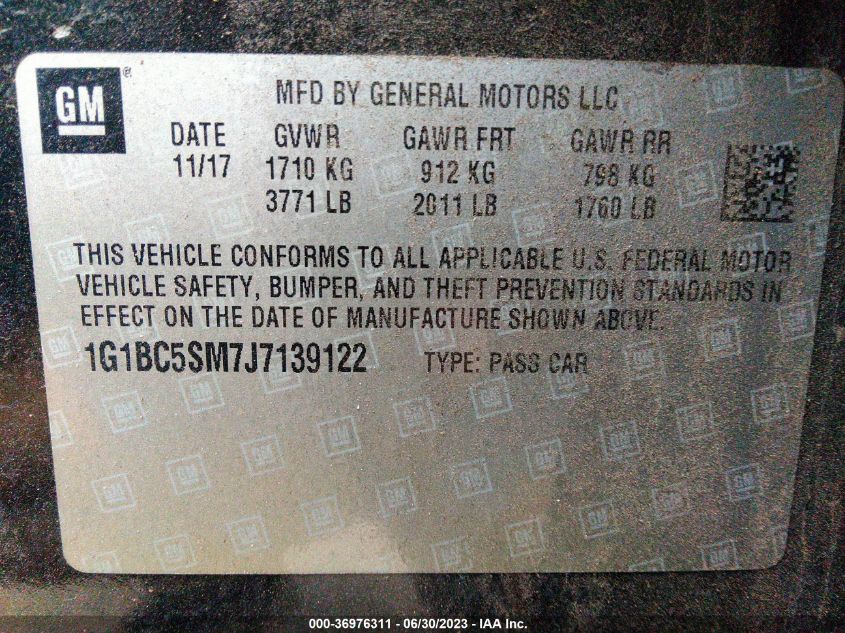 GM ®
MFD BY GENERAL MOTORS LLC
DATE GVWR GAWR FRT GAWR RR
11/17 1710 KG 912 KG 798 KG
3771 LB 2011 LB 1760 LB
THIS VEHICLE CONFORMS TO ALL APPLICABLE U.S. FEDERAL MOTOR
VEHICLE SAFETY, BUMPER, AND THEFT PREVENTION STANDARDS IN
EFFECT ON THE DATE OF MANUFACTURE SHOWN ABOVE.
1G1BC5SM7J7139122 TYPE: PASS CAR
000-36976311 - 06/30/2023 - IAA Inc.